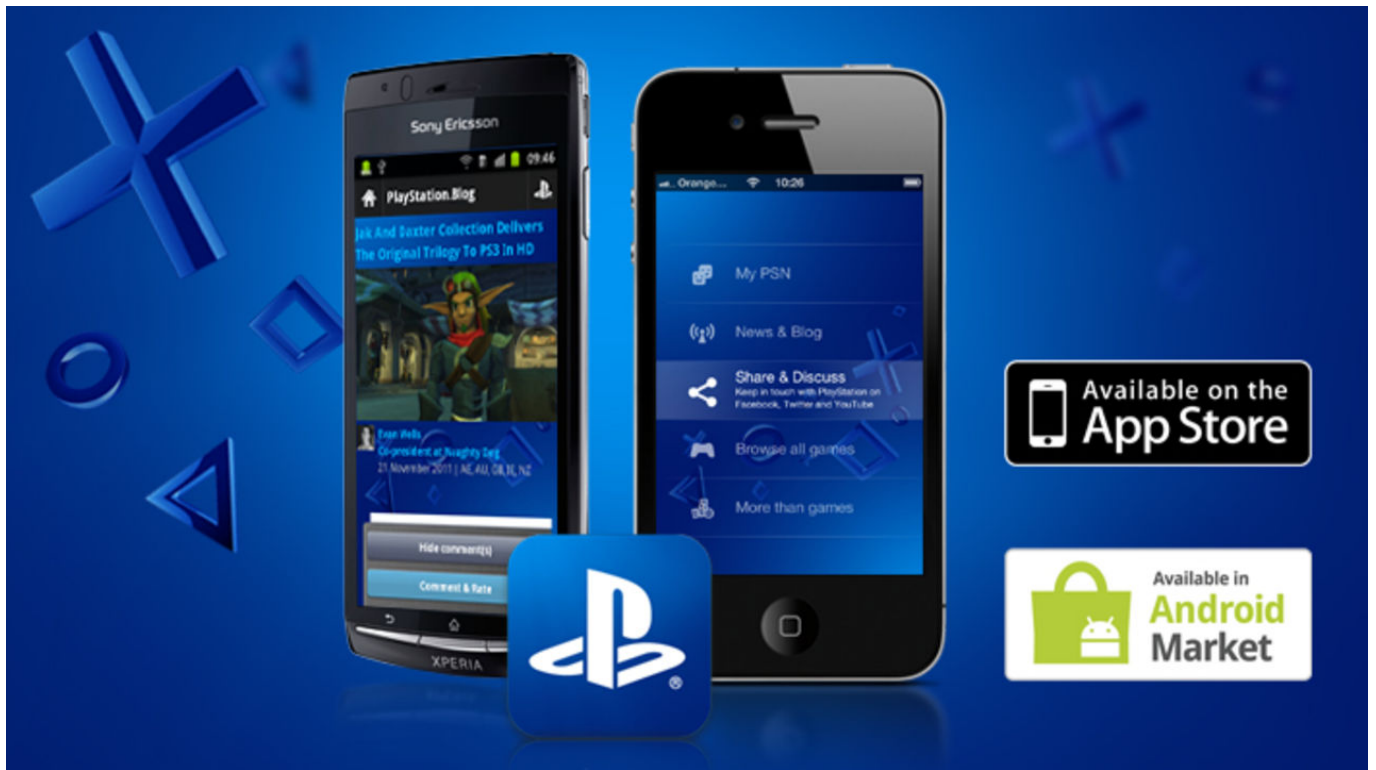 Sony Ericsson
09:46
PlayStation.Blog
Jak And Daxter Collection Delivers
The Original Trilogy To PS3 In HD
Evan Wells
Co-president at Naughty Dog
21 November 2011 | AE, AU, GB, IE, NZ
Hide comment(s)
Comment & Rate
XPERIA
Orange... 10:26
My PSN
News & Blog
Share & Discuss
Keep in touch with PlayStation on
Facebook, Twitter and YouTube
Browse all games
More than games
®
Available on the
App Store
Available in
Android
Market